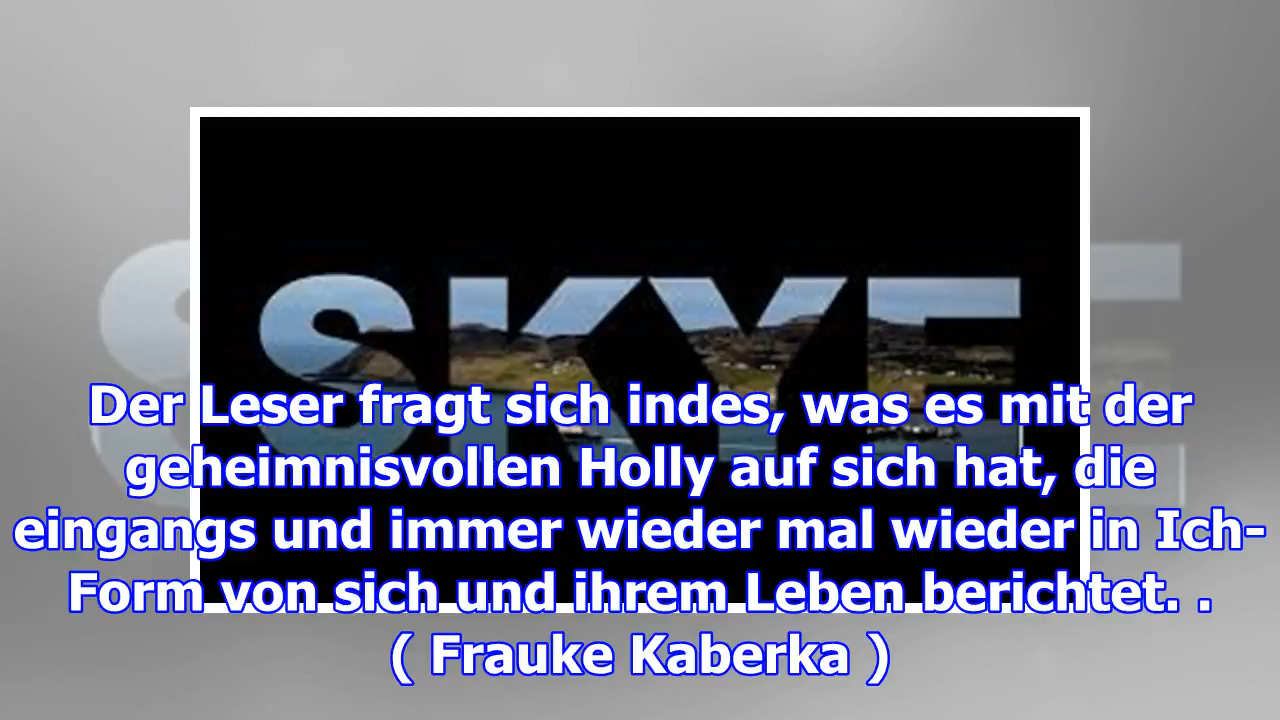 SKYE
Der Leser fragt sich indes, was es mit der
geheimnisvollen Holly auf sich hat, die
eingangs und immer wieder mal wieder in Ich-
Form von sich und ihrem Leben berichtet. .
( Frauke Kaberka )